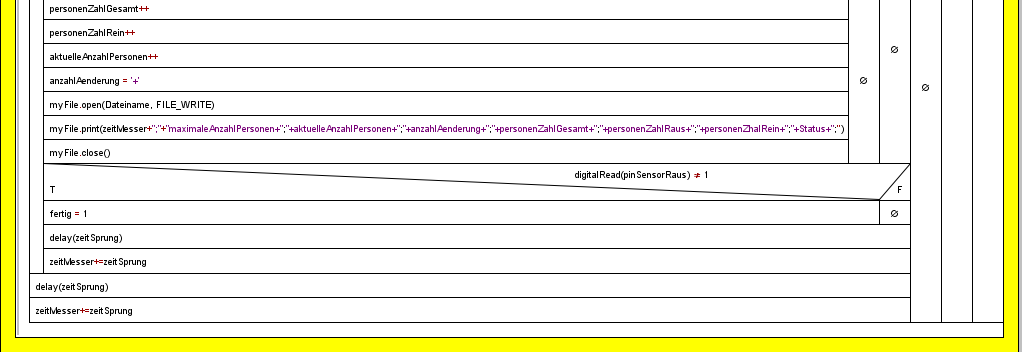 personenZahlGesamt++
personenZahlRein++
aktuelleAnzahlPersonen++
anzahlAenderung = '+'
myFile.open(Dateiname, FILE_WRITE)
myFile.print(zeitMesser+";"+"maximaleAnzahlPersonen+";"+aktuelleAnzahlPersonen+";"+anzahlAenderung+";"+personenZahlGesamt+";"+personenZahlRaus+";"+personenZhalRein+";"+Status+";")
myFile.close()
digitalRead(pinSensorRaus) ≠ 1
T F
fertig = 1
delay(zeitSprung)
zeitMesser+=zeitSprung
delay(zeitSprung)
zeitMesser+=zeitSprung